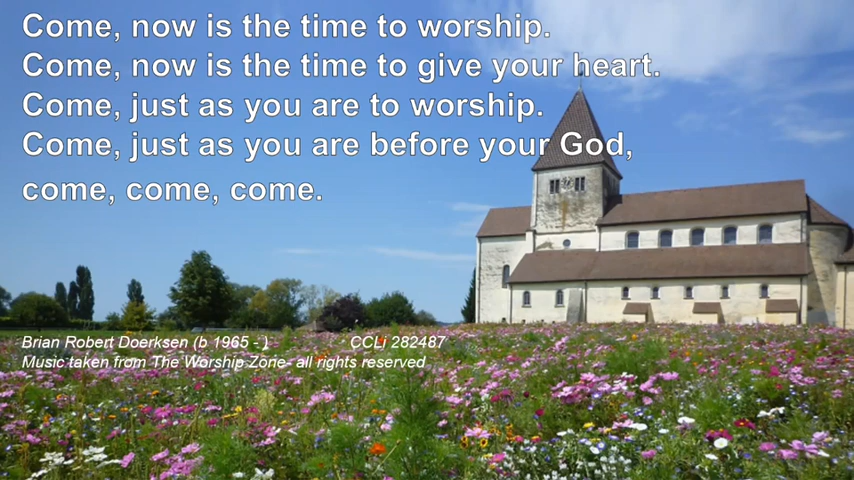 Come, now is the time to worship.
Come, now is the time to give your heart.
Come, just as you are to worship.
Come, just as you are before your God,
come, come, come.
Brian Robert Doerksen (b 1965 - ) CCLi 282487
Music taken from The Worship Zone- all rights reserved